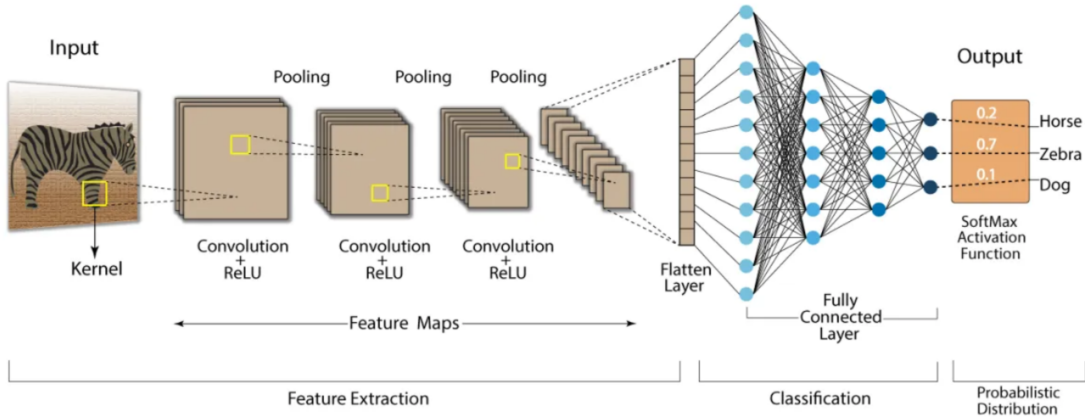 Input
Pooling
Pooling
Pooling
Output
0.2
Horse
0.7
Zebra
0.1
Dog
Kernel
Convolution
+
ReLU
Convolution
+
ReLU
Convolution
+
ReLU
Flatten
Layer
SoftMax
Activation
Function
Feature Maps
Fully
Connected
Layer
Feature Extraction
Classification
Probabilistic
Distribution